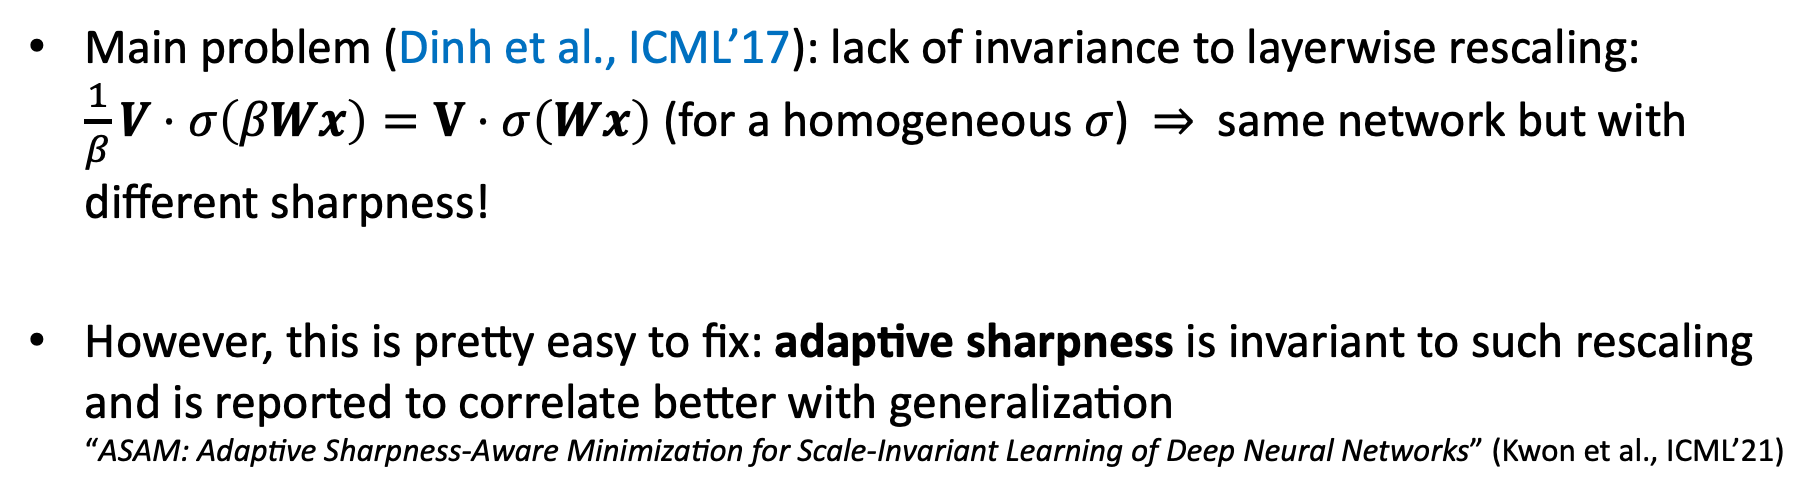 • Main problem (Dinh et al., ICML’17): lack of invariance to layerwise rescaling:
1/β V · σ(βWx) = V · σ(Wx) (for a homogeneous σ) ⇒ same network but with
different sharpness!
• However, this is pretty easy to fix: adaptive sharpness is invariant to such rescaling
and is reported to correlate better with generalization
“ASAM: Adaptive Sharpness-Aware Minimization for Scale-Invariant Learning of Deep Neural Networks” (Kwon et al., ICML’21)